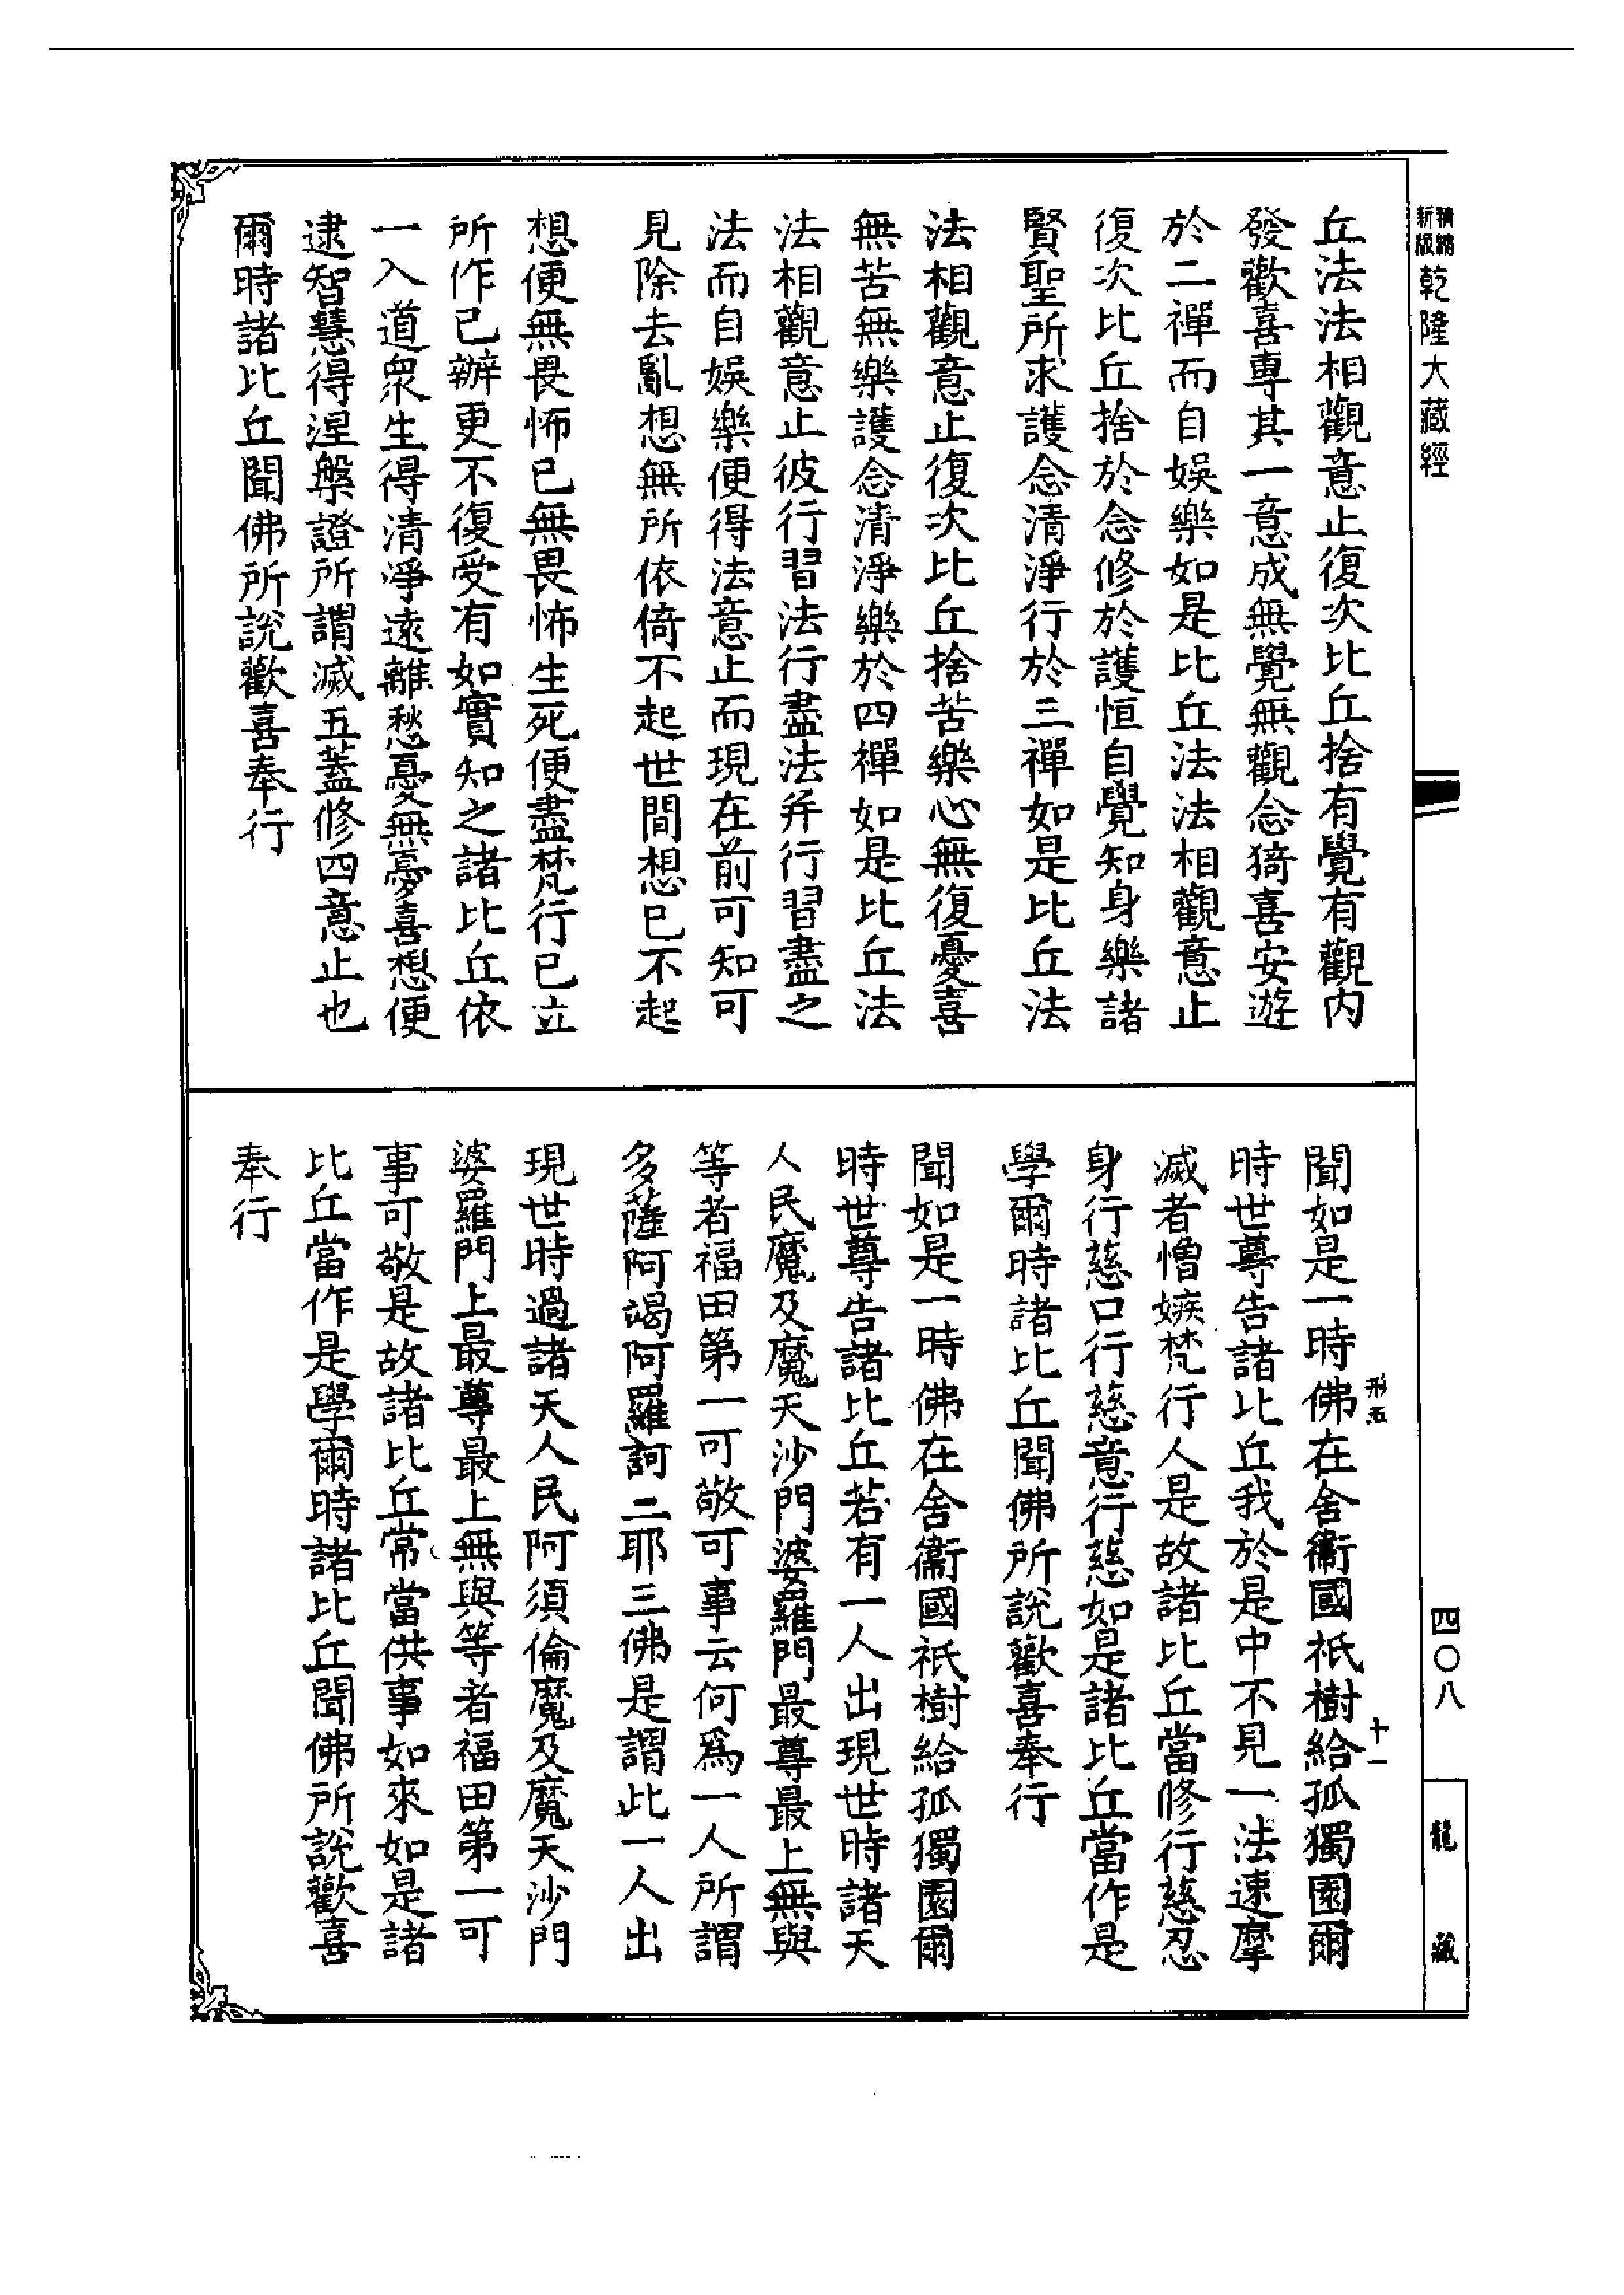 精縮
新版
乾隆大藏經
丘法法相觀意止復次比丘捨有覺有觀内
發歡喜專其一意成無覺無觀念猗喜安遊
於二禪而自娛樂如是比丘法法相觀意止
復次比丘捨於念修於護恒自覺知身樂諸
賢聖所求護念清淨行於三禪如是比丘法
法相觀意止復次比丘捨苦樂心無復憂喜
無苦無樂護念清淨樂於四禪如是比丘法
法相觀意止彼行習法行盡法并行習盡之
法而自娛樂便得法意止而現在前可知可
見除去亂想無所依倚不起世間想已不起
想便無畏怖已無畏怖生死便盡梵行已立
所作已辦更不復受有如實知之諸比丘依
一入道衆生得清淨遠離愁憂無憂喜想便
逮智慧得涅槃證所謂滅五蓋修四意止也
爾時諸比丘聞佛所說歡喜奉行
聞如是一時佛在舍衞國祇樹給孤獨園爾
時世尊告諸比丘我於是中不見一法速摩
滅者憎嫉梵行人是故諸比丘當修行慈忍
身行慈口行慈意行慈如是諸比丘當作是
學爾時諸比丘聞佛所說歡喜奉行
聞如是一時佛在舍衞國祇樹給孤獨園爾
時世尊告諸比丘若有一人出現世時諸天
人民魔及魔天沙門婆羅門最尊最上無與
等者福田第一可敬可事云何爲一人所謂
多薩阿竭阿羅訶二耶三佛是謂此一人出
現世時過諸天人民阿須倫魔及魔天沙門
婆羅門上最尊最上無與等者福田第一可
事可敬是故諸比丘常當供事如來如是諸
比丘當作是學爾時諸比丘聞佛所說歡喜
奉行
形五
十一
四〇八
龍藏